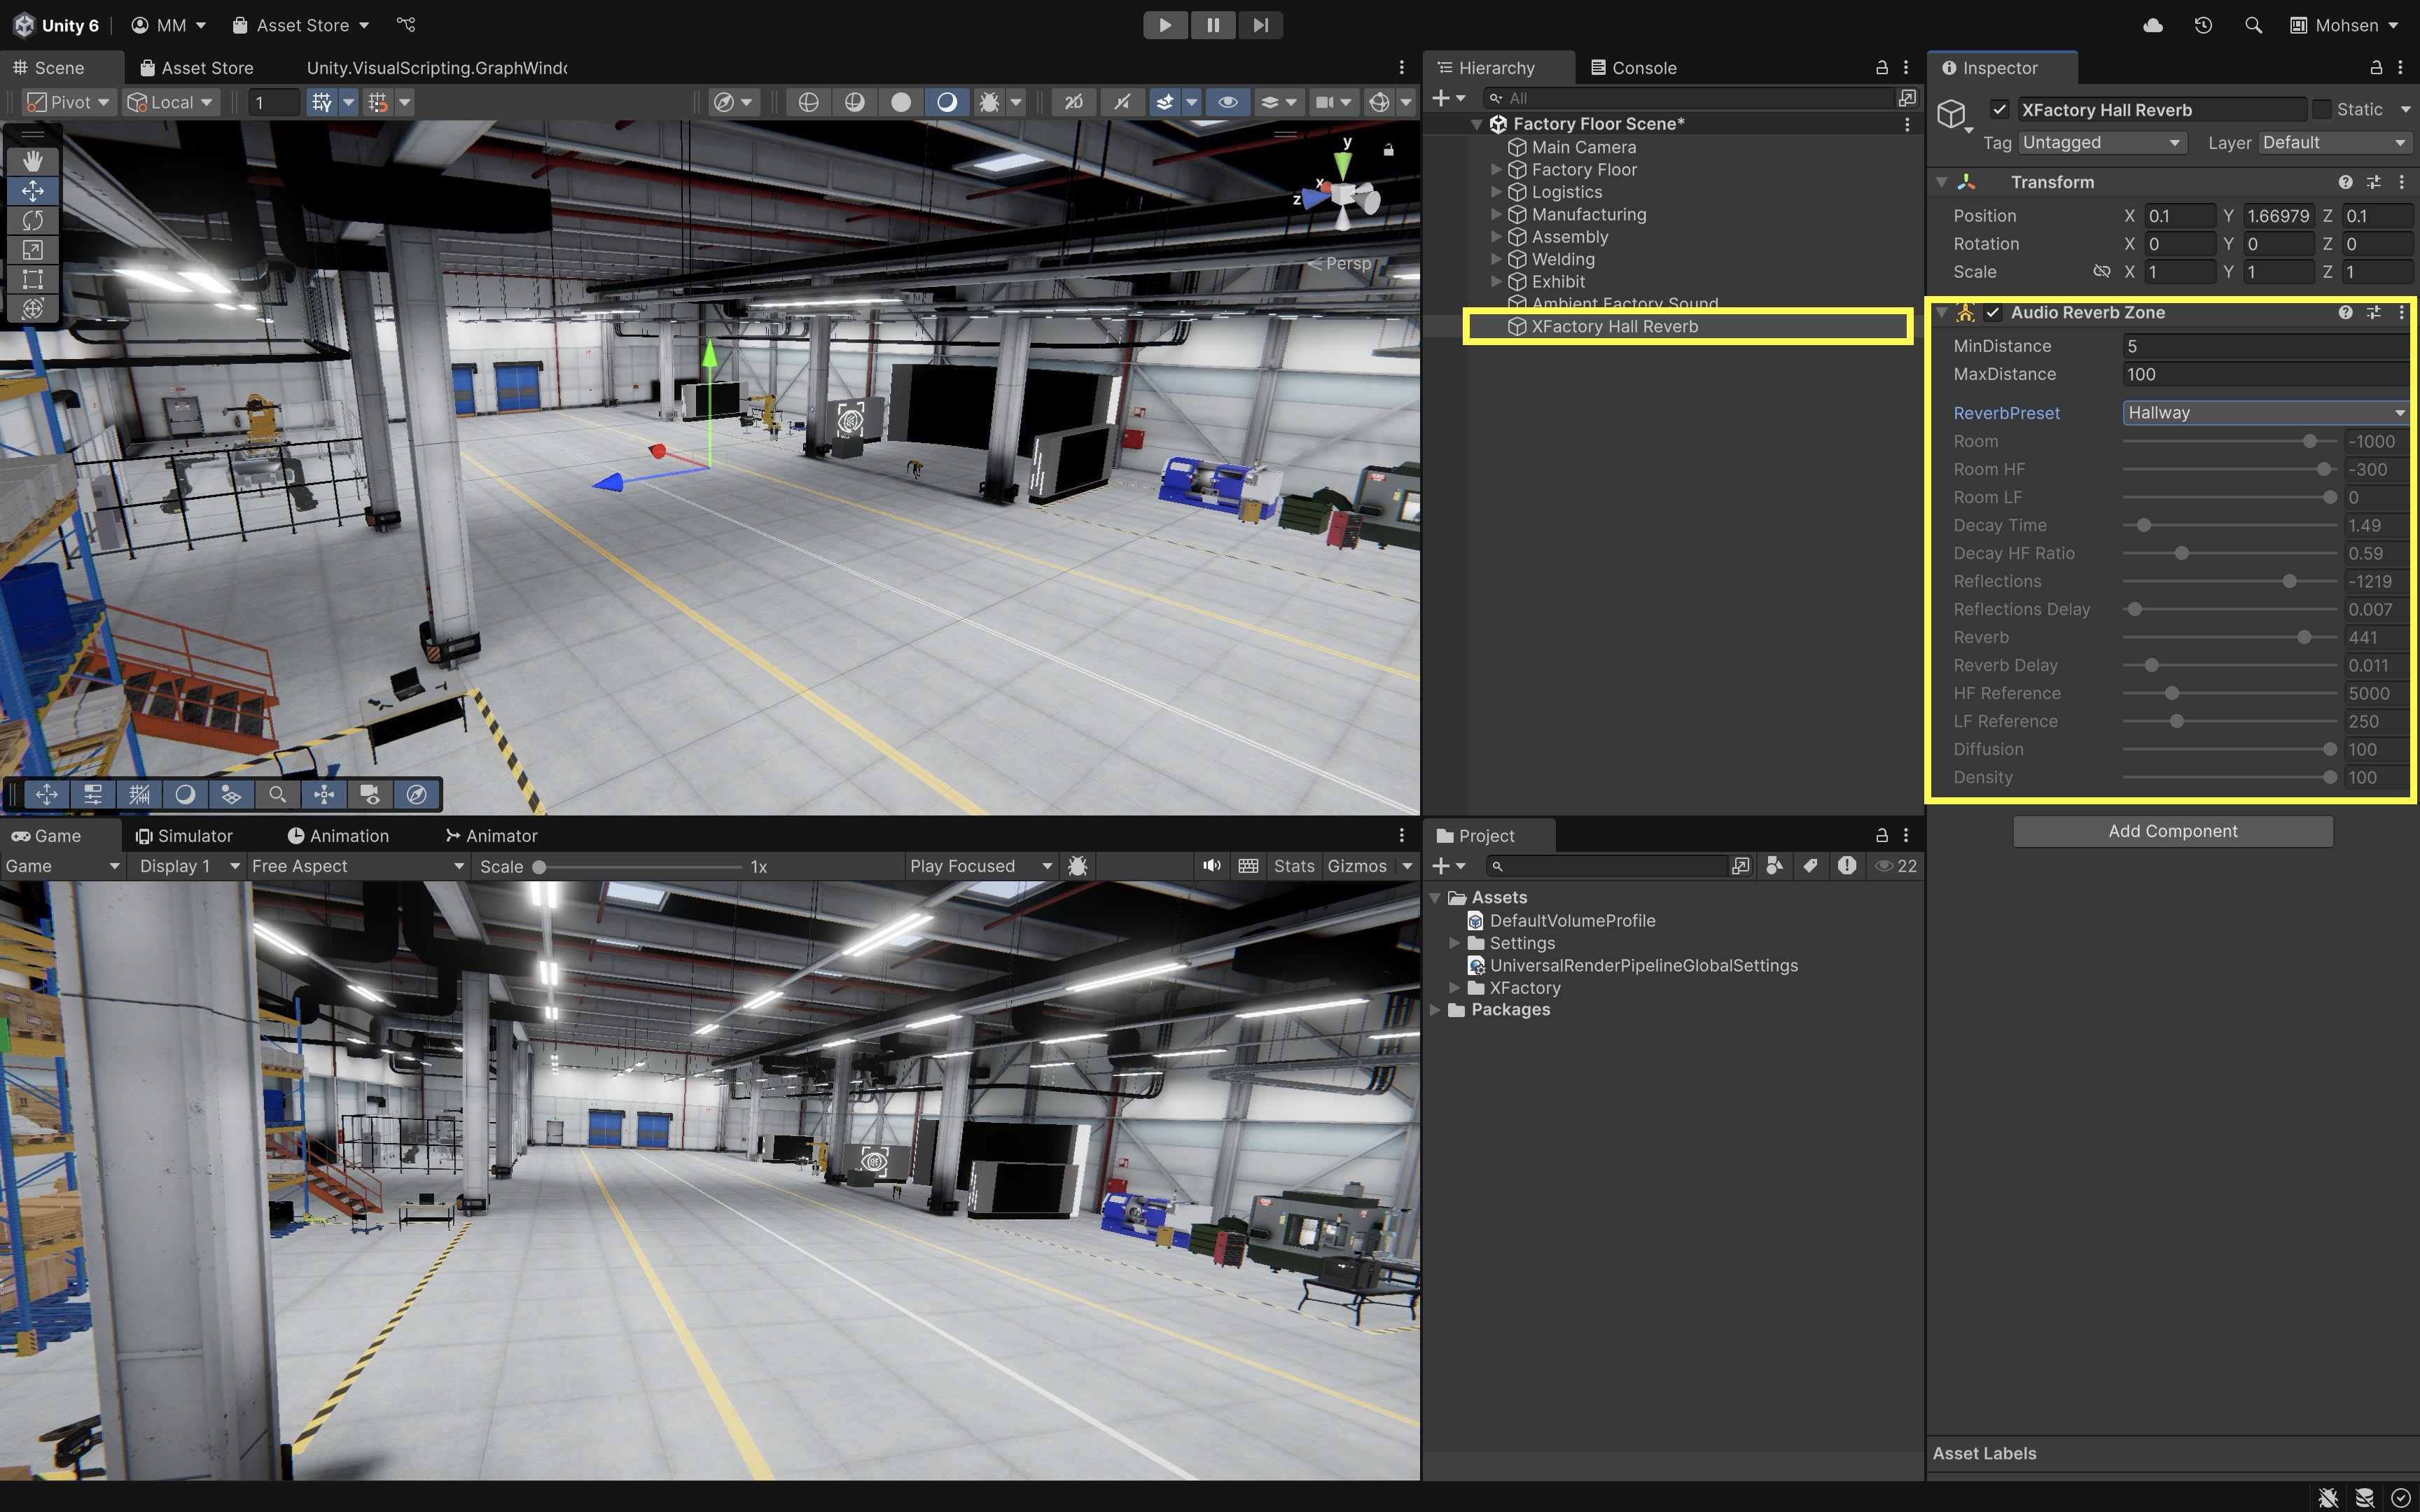 Unity 6 MM Asset Store Mohsen
Scene Asset Store Unity.VisualScripting.GraphWindo
Pivot Local 1 2D
y
x
z
Persp
Hierarchy Console
All
Factory Floor Scene*
Main Camera
Factory Floor
Logistics
Manufacturing
Assembly
Welding
Exhibit
Ambient Factory Sound
XFactory Hall Reverb
Inspector
XFactory Hall Reverb Static
Tag Untagged Layer Default
Transform
Position X 0.1 Y 1.66979 Z 0.1
Rotation X 0 Y 0 Z 0
Scale X 1 Y 1 Z 1
Audio Reverb Zone
MinDistance 5
MaxDistance 100
ReverbPreset Hallway
Room -1000
Room HF -300
Room LF 0
Decay Time 1.49
Decay HF Ratio 0.59
Reflections -1219
Reflections Delay 0.007
Reverb 441
Reverb Delay 0.011
HF Reference 5000
LF Reference 250
Diffusion 100
Density 100
Add Component
Game Simulator Animation Animator
Game Display 1 Free Aspect Scale 1x Play Focused Stats Gizmos
Project
22
Assets
DefaultVolumeProfile
Settings
UniversalRenderPipelineGlobalSettings
XFactory
Packages
Asset Labels